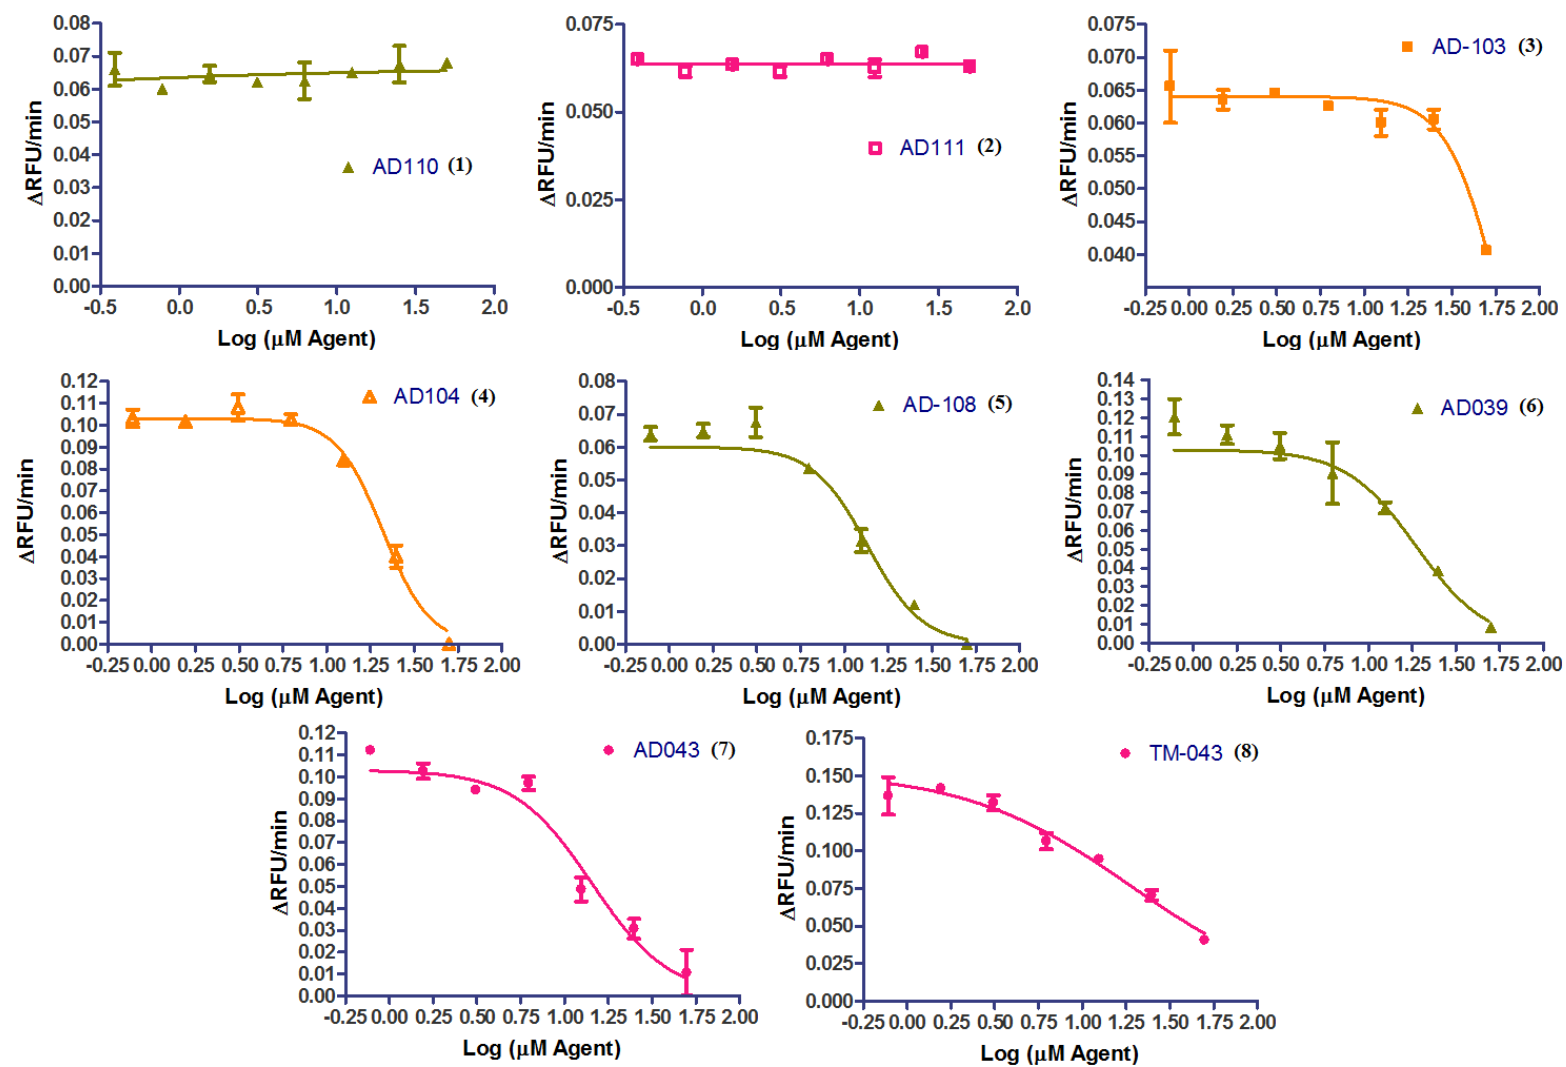 0.08
0.07
0.06
0.05
0.04
0.03
0.02
0.01
0.00
ΔRFU/min
AD110 (1)
-0.5 0.0 0.5 1.0 1.5 2.0
Log (μM Agent)
0.075
0.050
0.025
0.000
ΔRFU/min
AD111 (2)
-0.5 0.0 0.5 1.0 1.5 2.0
Log (μM Agent)
0.075
0.070
0.065
0.060
0.055
0.050
0.045
0.040
ΔRFU/min
AD-103 (3)
-0.25 0.00 0.25 0.50 0.75 1.00 1.25 1.50 1.75 2.00
Log (μM Agent)
0.12
0.11
0.10
0.09
0.08
0.07
0.06
0.05
0.04
0.03
0.02
0.01
0.00
ΔRFU/min
AD104 (4)
-0.25 0.00 0.25 0.50 0.75 1.00 1.25 1.50 1.75 2.00
Log (μM Agent)
0.08
0.07
0.06
0.05
0.04
0.03
0.02
0.01
0.00
ΔRFU/min
AD-108 (5)
-0.25 0.00 0.25 0.50 0.75 1.00 1.25 1.50 1.75 2.00
Log (μM Agent)
0.14
0.13
0.12
0.11
0.10
0.09
0.08
0.07
0.06
0.05
0.04
0.03
0.02
0.01
0.00
ΔRFU/min
AD039 (6)
-0.25 0.00 0.25 0.50 0.75 1.00 1.25 1.50 1.75 2.00
Log (μM Agent)
0.12
0.11
0.10
0.09
0.08
0.07
0.06
0.05
0.04
0.03
0.02
0.01
0.00
ΔRFU/min
AD043 (7)
-0.25 0.00 0.25 0.50 0.75 1.00 1.25 1.50 1.75 2.00
Log (μM Agent)
0.175
0.150
0.125
0.100
0.075
0.050
0.025
0.000
ΔRFU/min
TM-043 (8)
-0.25 0.00 0.25 0.50 0.75 1.00 1.25 1.50 1.75 2.00
Log (μM Agent)